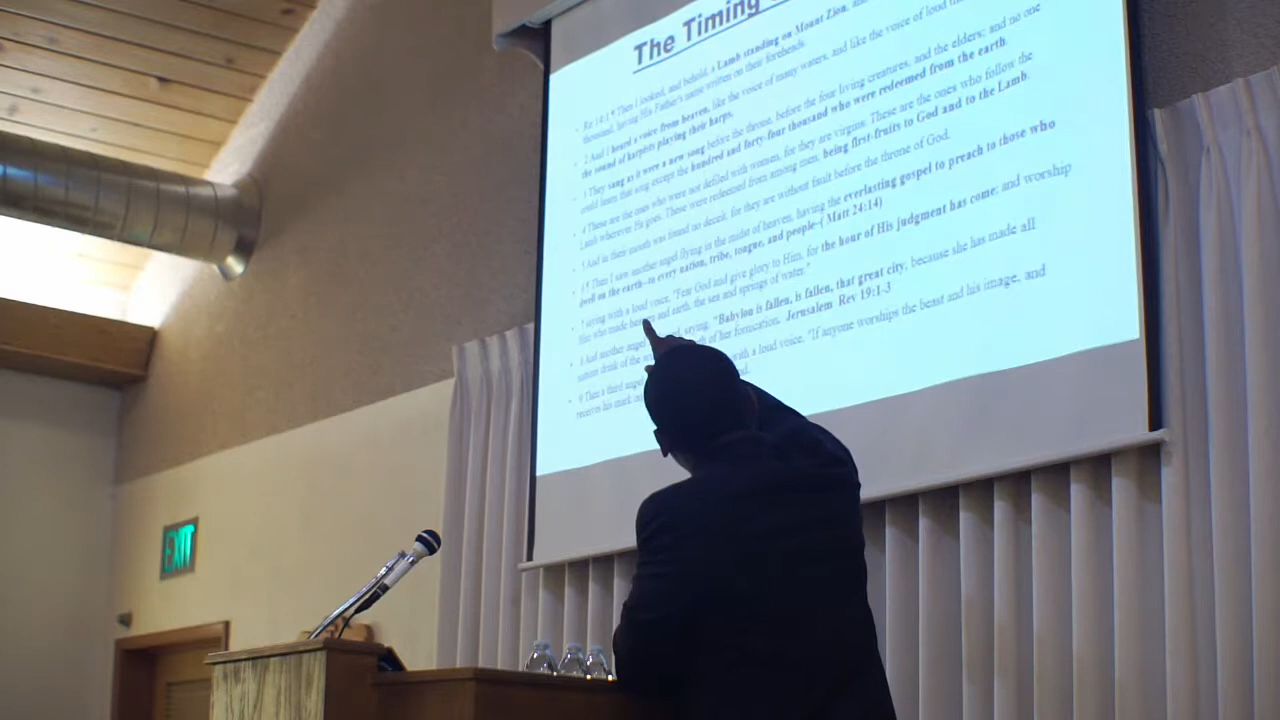 The Timing
Re 14:1 ¶ Then I looked, and behold, a Lamb standing on Mount Zion, and
thousand, having His Father's name written on their foreheads.
2 And I heard a voice from heaven, like the voice of many waters, and like the voice of loud
the sound of harpists playing their harps.
3 They sang as it were a new song before the throne, before the four living creatures, and the elders; and no one
could learn that song except the hundred and forty-four thousand who were redeemed from the earth.
4 These are the ones who were not defiled with women, for they are virgins. These are the ones who follow the
Lamb wherever He goes. These were redeemed from among men, being first-fruits to God and to the Lamb.
5 And in their mouth was found no deceit, for they are without fault before the throne of God.
6 ¶ Then I saw another angel flying in the midst of heaven, having the everlasting gospel to preach to those who
dwell on the earth--to every nation, tribe, tongue, and people--( Matt 24:14)
7 saying with a loud voice, "Fear God and give glory to Him, for the hour of His judgment has come; and worship
Him who made heaven and earth, the sea and springs of water."
8 And another angel saying, "Babylon is fallen, is fallen, that great city, because she has made all
nations drink of the of her fornication. Jerusalem Rev 19:1-3
9 Then a third angel with a loud voice, "If anyone worships the beast and his image, and
receives his mark on
EXIT